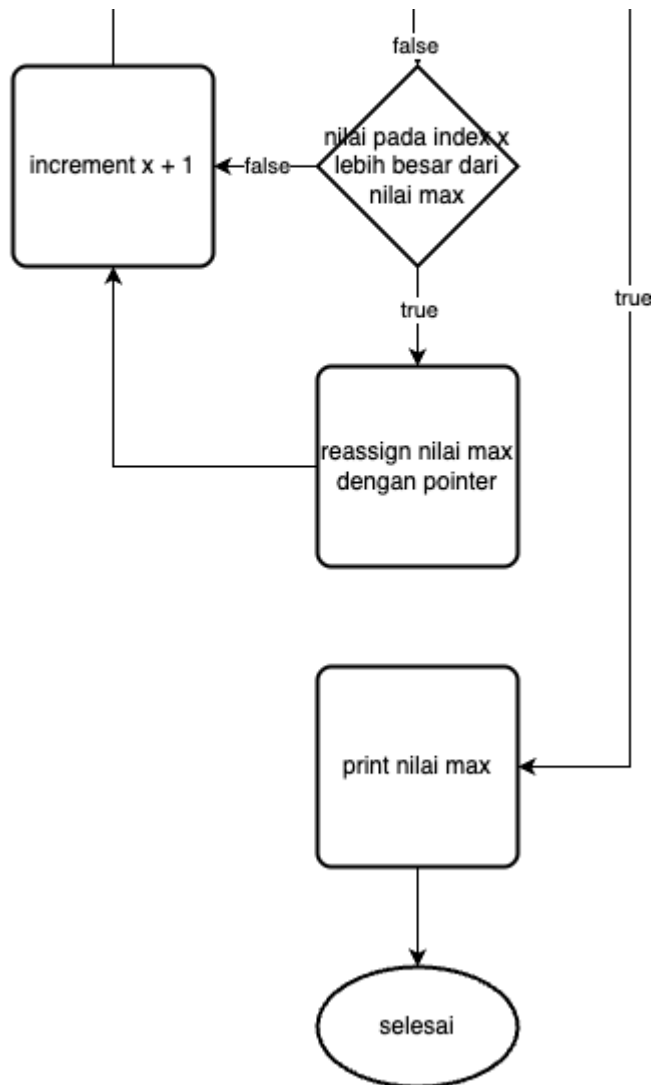 false
increment x + 1
false
nilai pada index x
lebih besar dari
nilai max
true
true
reassign nilai max
dengan pointer
print nilai max
selesai